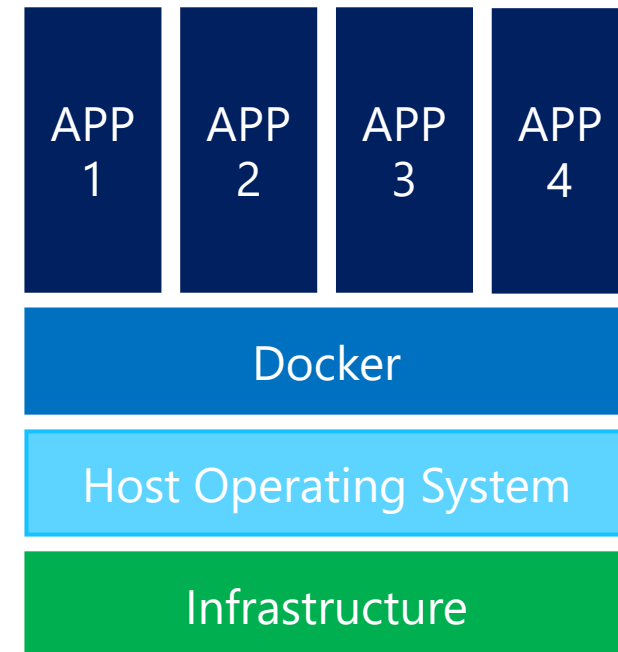 APP
1
APP
2
APP
3
APP
4
Docker
Host Operating System
Infrastructure